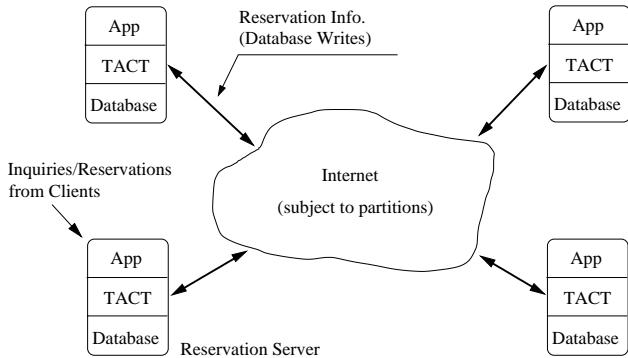 Reservation Info.
(Database Writes)
App
TACT
Database
App
TACT
Database
Inquiries/Reservations
from Clients
Internet
(subject to partitions)
App
TACT
Database
Reservation Server
App
TACT
Database